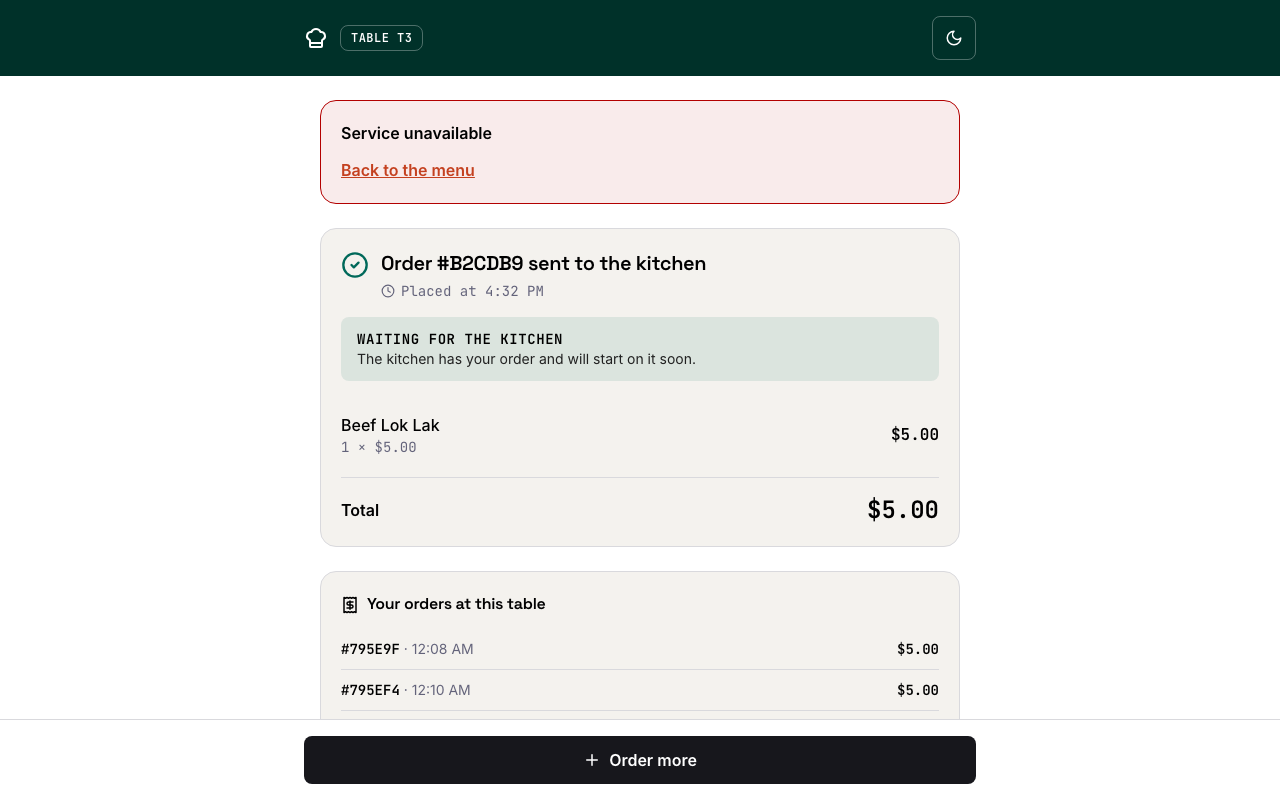 TABLE T3
Service unavailable
Back to the menu
Order #B2CDB9 sent to the kitchen
Placed at 4:32 PM
WAITING FOR THE KITCHEN
The kitchen has your order and will start on it soon.
Beef Lok Lak
$5.00
1 × $5.00
Total
$5.00
Your orders at this table
#795E9F · 12:08 AM
$5.00
#795EF4 · 12:10 AM
$5.00
Order more